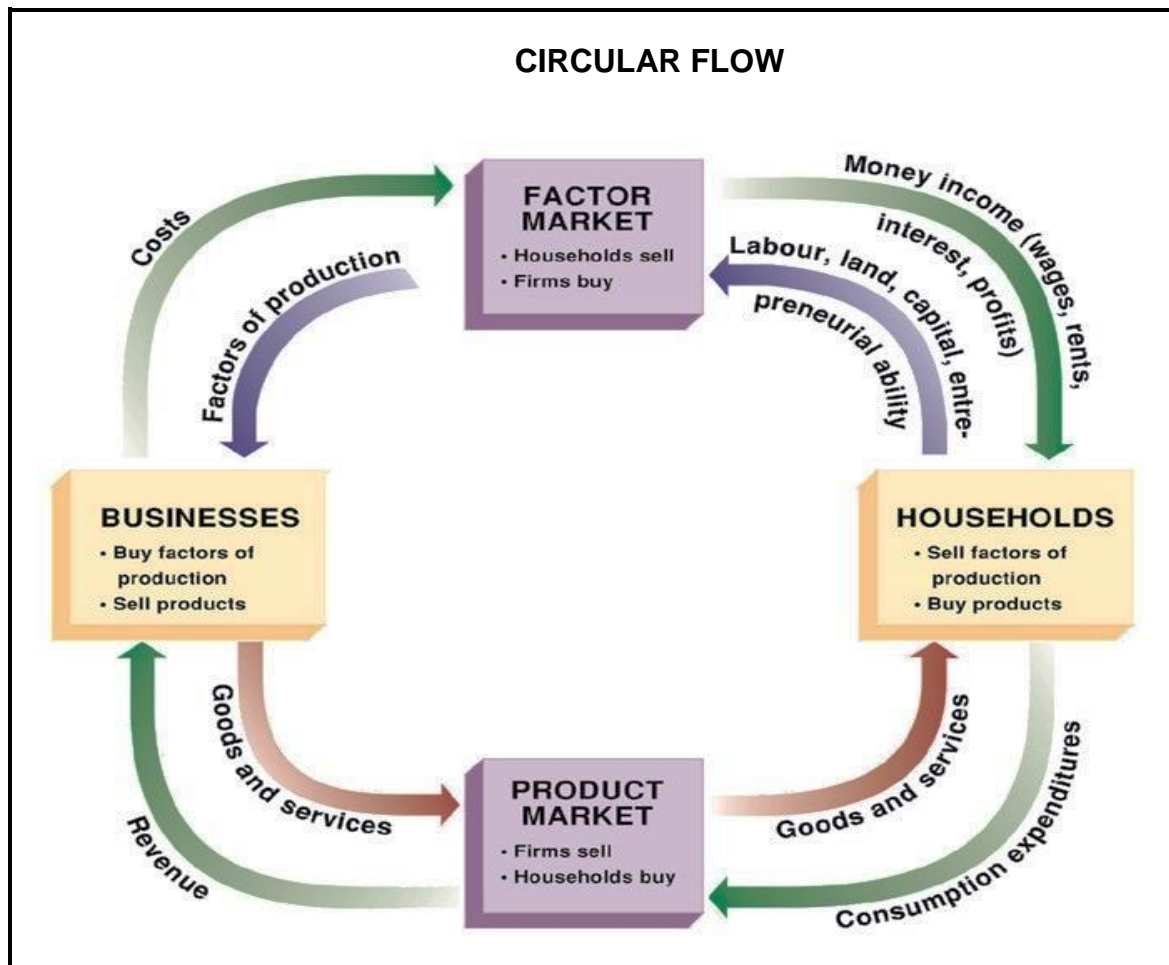 CIRCULAR FLOW
Costs
FACTOR
MARKET
• Households sell
• Firms buy
Money income (wages, rents,
interest, profits)
Factors of production
Labour, land, capital, entre-
preneurial ability
BUSINESSES
• Buy factors of
production
• Sell products
HOUSEHOLDS
• Sell factors of
production
• Buy products
Goods and services
Revenue
PRODUCT
MARKET
• Firms sell
• Households buy
Goods and services
Consumption expenditures